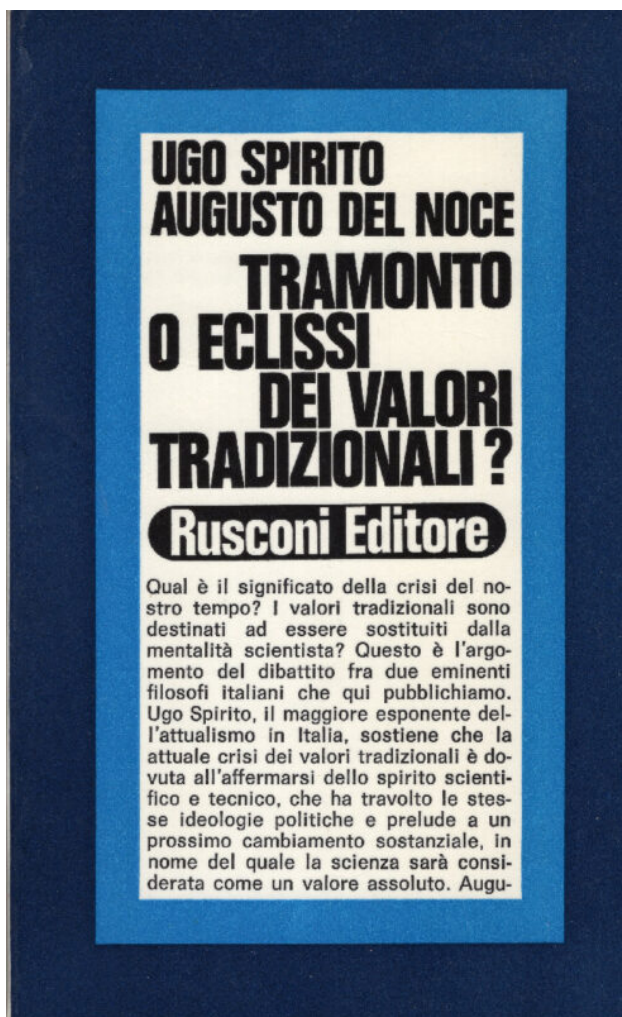 UGO SPIRITO
AUGUSTO DEL NOCE
TRAMONTO
O ECLISSI
DEI VALORI
TRADIZIONALI?
Rusconi Editore
Qual è il significato della crisi del no-
stro tempo? I valori tradizionali sono
destinati ad essere sostituiti dalla
mentalità scientista? Questo è l'argo-
mento del dibattito fra due eminenti
filosofi italiani che qui pubblichiamo.
Ugo Spirito, il maggiore esponente del-
l'attualismo in Italia, sostiene che la
attuale crisi dei valori tradizionali è do-
vuta all'affermarsi dello spirito scienti-
fico e tecnico, che ha travolto le stes-
se ideologie politiche e prelude a un
prossimo cambiamento sostanziale, in
nome del quale la scienza sarà consi-
derata come un valore assoluto. Augu-